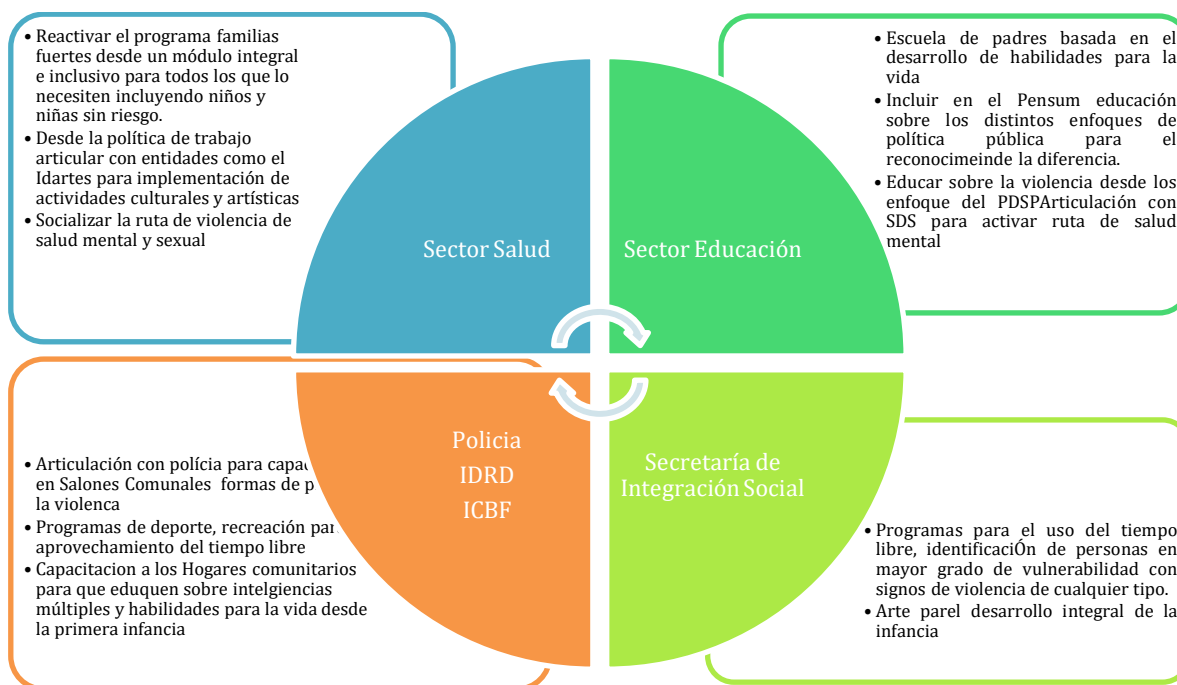 • Reactivar el programa familias
fuertes desde un módulo integral
e inclusivo para todos los que lo
necesiten incluyendo niños y
niñas sin riesgo.
• Desde la política de trabajo
articular con entidades como el
Idartes para implementación de
actividades culturales y artísticas
• Socializar la ruta de violencia de
salud mental y sexual
• Escuela de padres basada en el
desarrollo de habilidades para la
vida
• Incluir en el Pensum educación
sobre los distintos enfoques de
política pública para el
reconocimeinde la diferencia.
• Educar sobre la violencia desde los
enfoque del PDSPArticulación con
SDS para activar ruta de salud
mental
Sector Salud
Sector Educación
Policia
IDRD
ICBF
Secretaría de
Integración Social
• Articulación con polícia para
en Salones Comunales formas de
la violenca
• Programas de deporte, recreación
aprovechamiento del tiempo libre
• Capacitacion a los Hogares comunitarios
para que eduquen sobre intelgiencias
múltiples y habilidades para la vida desde
la primera infancia
• Programas para el uso del tiempo
libre, identificaciÓn de personas en
mayor grado de vulnerabilidad con
signos de violencia de cualquier tipo.
• Arte parel desarrollo integral de la
infancia